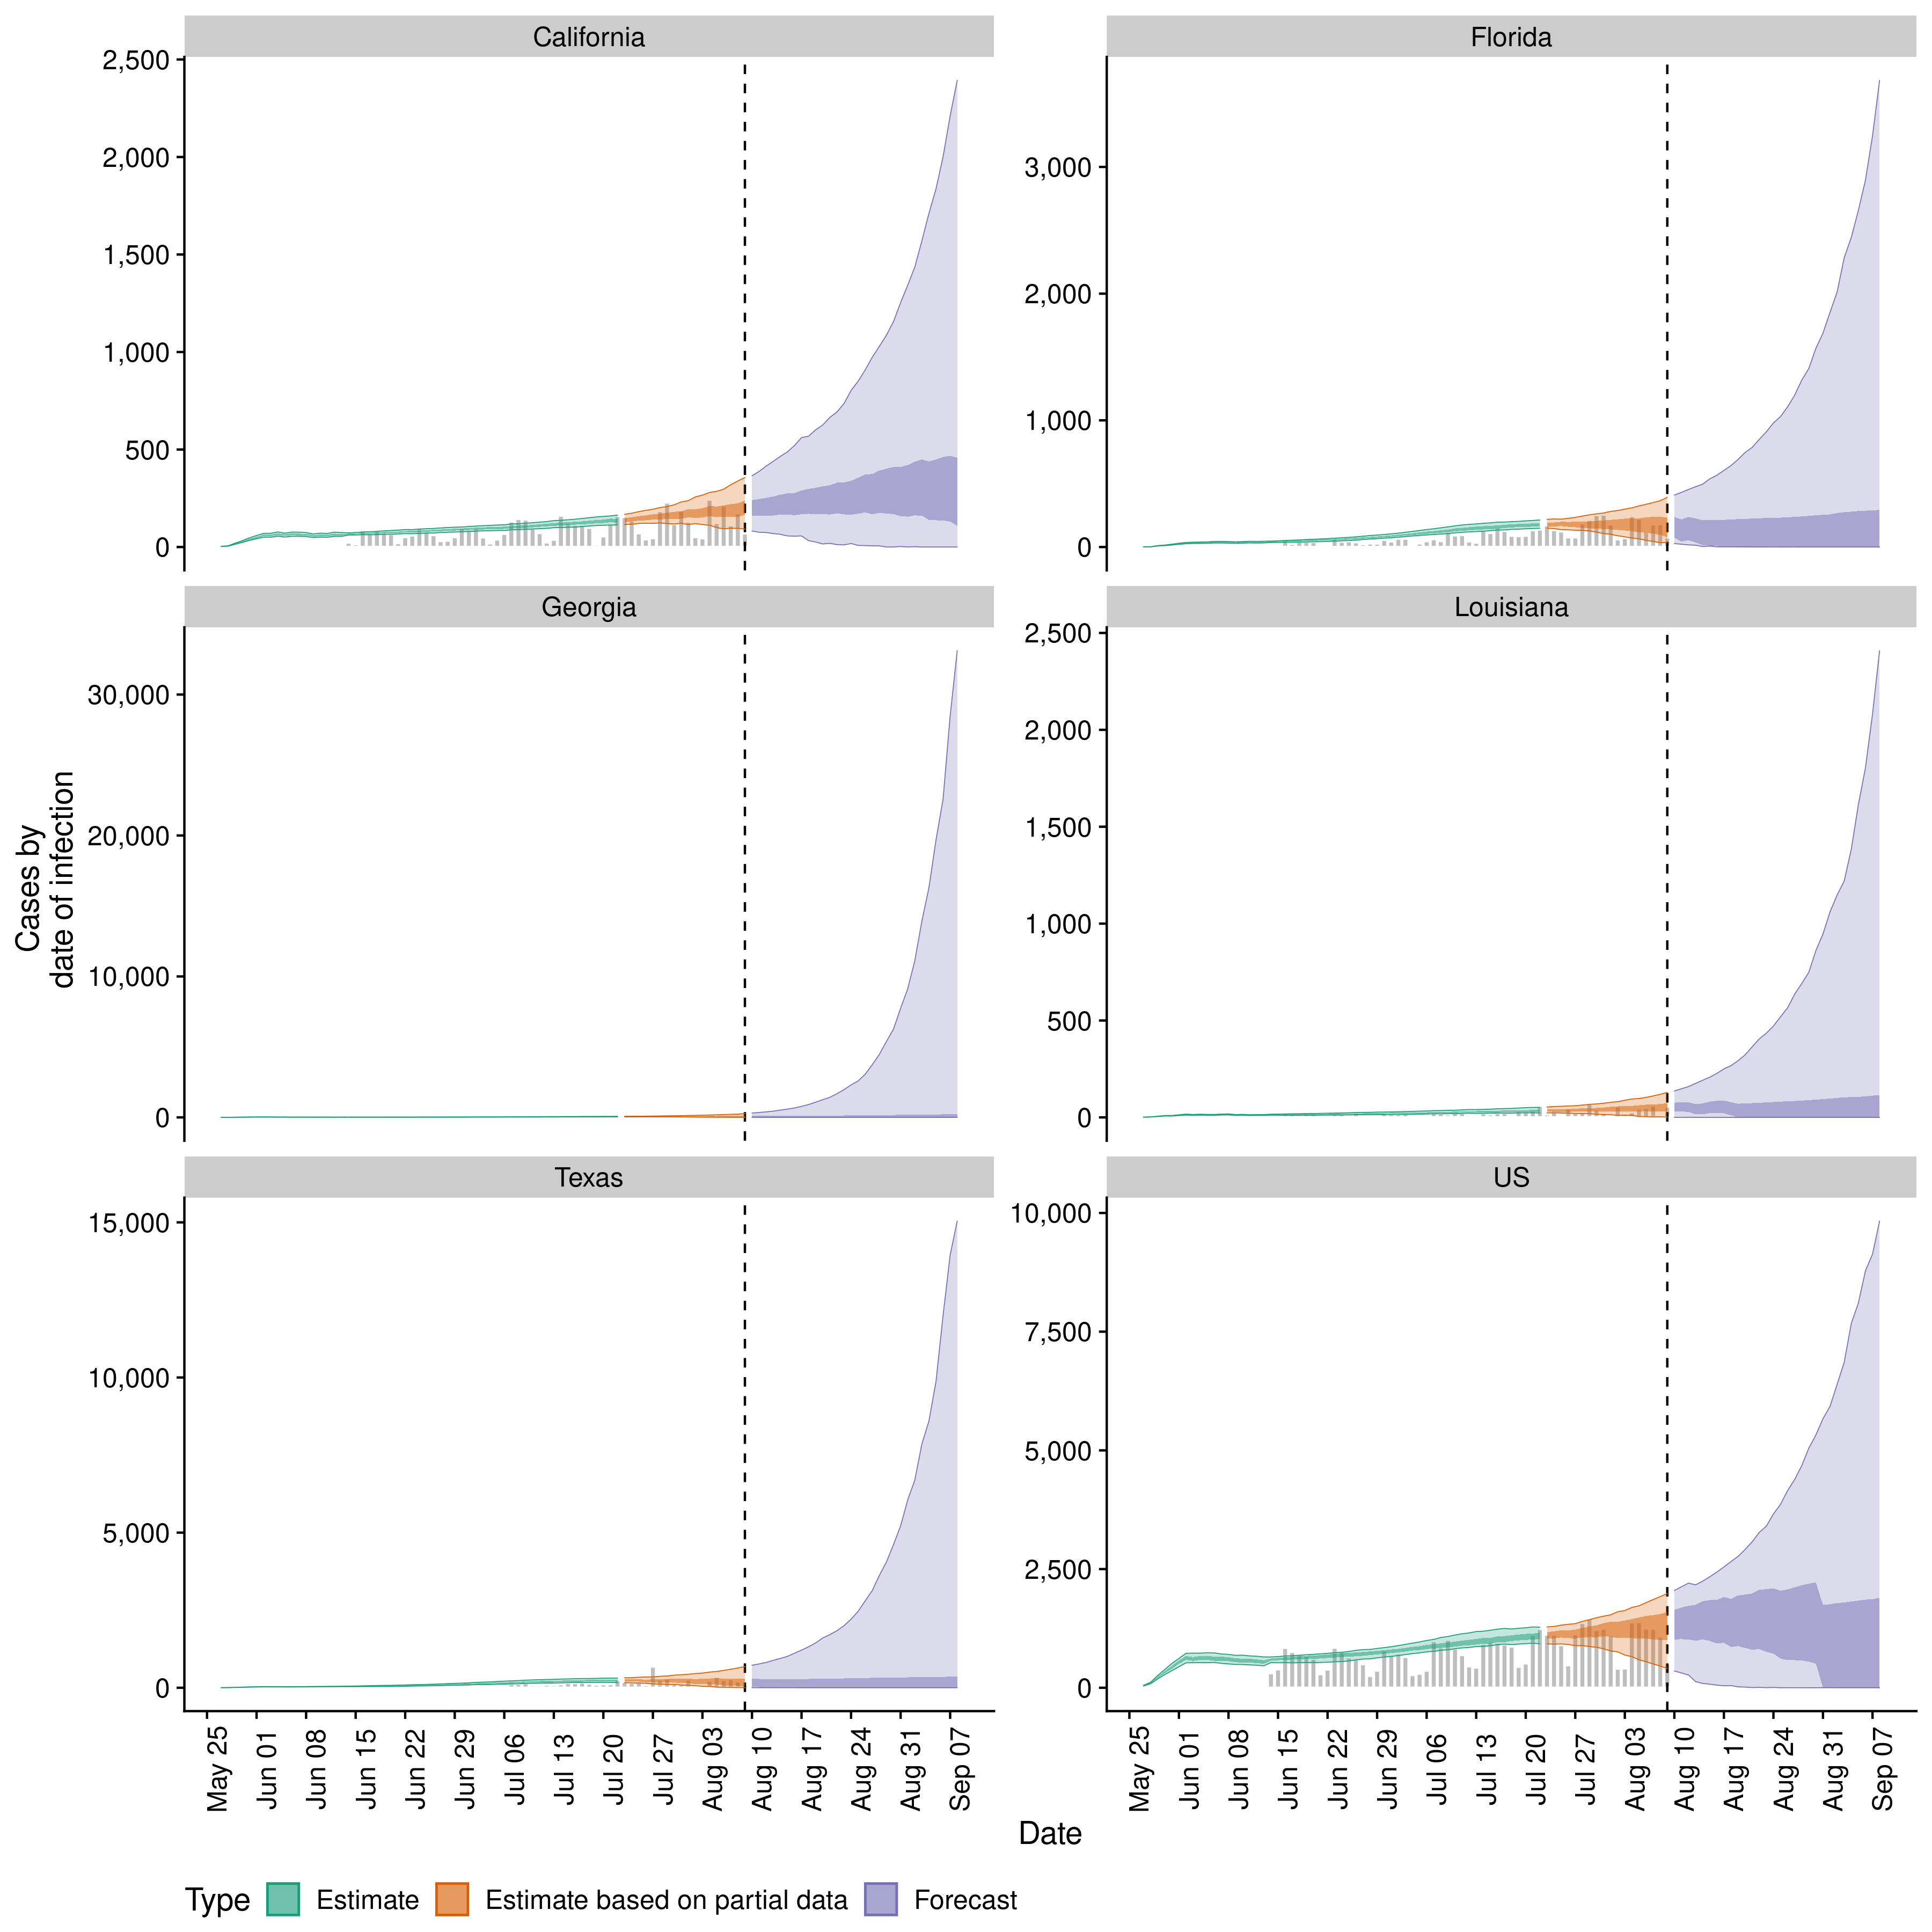 California
Florida
2,500
2,000
1,500
1,000
500
0
3,000
2,000
1,000
0
Georgia
Louisiana
30,000
20,000
10,000
0
2,500
2,000
1,500
1,000
500
0
Texas
US
15,000
10,000
5,000
0
10,000
7,500
5,000
2,500
0
Cases by
date of infection
May 25
Jun 01
Jun 08
Jun 15
Jun 22
Jun 29
Jul 06
Jul 13
Jul 20
Jul 27
Aug 03
Aug 10
Aug 17
Aug 24
Aug 31
Sep 07
May 25
Jun 01
Jun 08
Jun 15
Jun 22
Jun 29
Jul 06
Jul 13
Jul 20
Jul 27
Aug 03
Aug 10
Aug 17
Aug 24
Aug 31
Sep 07
Date
Type Estimate Estimate based on partial data Forecast